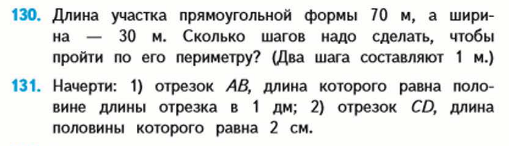 130. Длина участка прямоугольной формы 70 м, а шири-
на — 30 м. Сколько шагов надо сделать, чтобы
пройти по его периметру? (Два шага составляют 1 м.)
131. Начерти: 1) отрезок AB, длина которого равна поло-
вине длины отрезка в 1 дм; 2) отрезок CD, длина
половины которого равна 2 см.